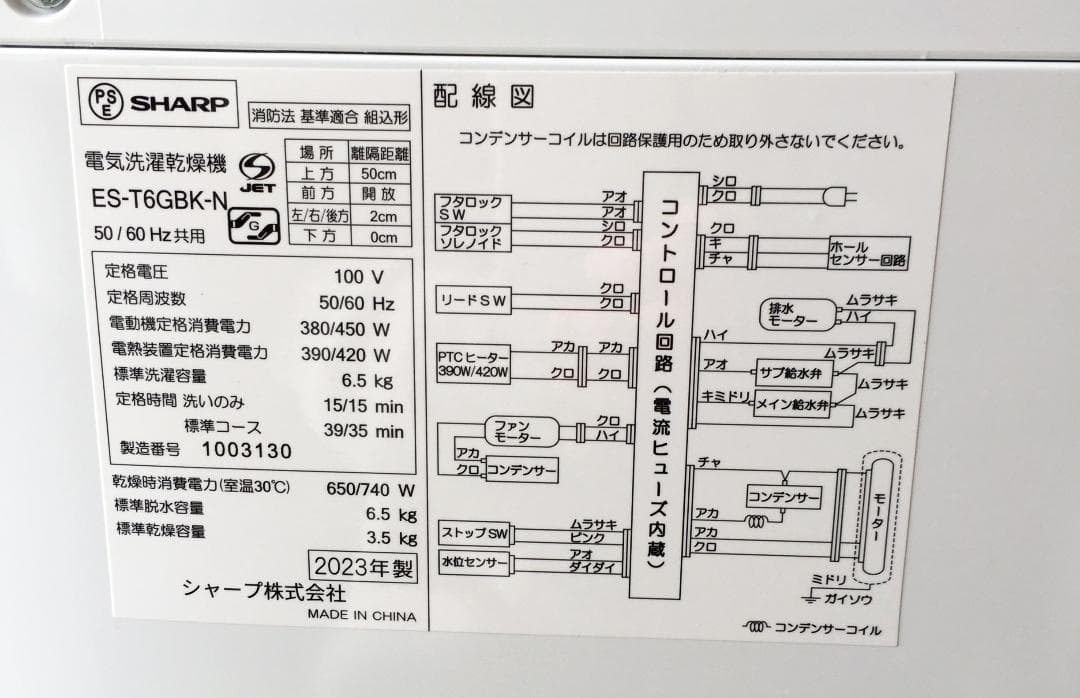 PSE SHARP
消防法 基準適合 組込形
電気洗濯乾燥機
ES-T6GBK-N
50 / 60 Hz共用
S JET
G
場所 離隔距離
上方 50cm
前方 開放
左/右/後方 2cm
下方 0cm
定格電圧 100 V
定格周波数 50/60 Hz
電動機定格消費電力 380/450 W
電熱装置定格消費電力 390/420 W
標準洗濯容量 6.5 kg
定格時間 洗いのみ 15/15 min
標準コース 39/35 min
製造番号 1003130
乾燥時消費電力(室温30℃) 650/740 W
標準脱水容量 6.5 kg
標準乾燥容量 3.5 kg
2023年製
シャープ株式会社
MADE IN CHINA
配線図
コンデンサーコイルは回路保護用のため取り外さないでください。
フタロック
SW
アオ
アオ
フタロック
ソレノイド
シロ
クロ
リードSW
クロ
クロ
PTCヒーター
390W/420W
アカ アカ
クロ クロ
ファン
モーター
クロ
ハイ
アカ
クロ
コンデンサー
ストップSW
ムラサキ
ピンク
水位センサー
アオ
ダイダイ
コントロール回路(電流ヒューズ内蔵)
シロ
クロ
クロ
キ
チャ
ホール
センサー回路
排水
モーター
ムラサキ
ハイ
ハイ
ムラサキ
アオ
サブ給水弁
ムラサキ
キミドリ
メイン給水弁
ムラサキ
チャ
コンデンサー
アカ
アカ
クロ
モーター
ミドリ
ガイソウ
コンデンサーコイル